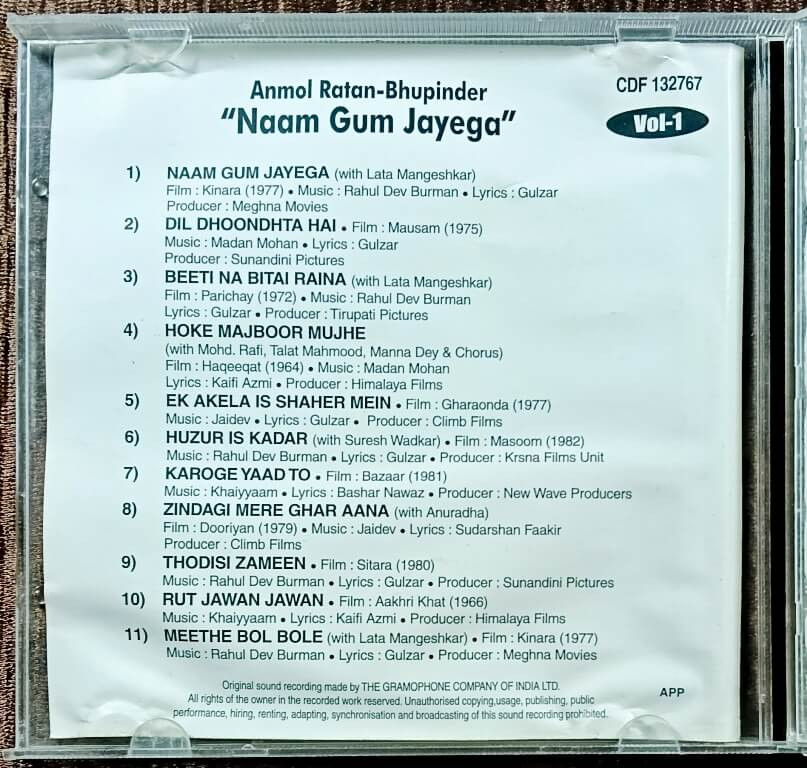 Anmol Ratan-Bhupinder
CDF 132767
"Naam Gum Jayega"
Vol-1
1) NAAM GUM JAYEGA (with Lata Mangeshkar)
Film : Kinara (1977) • Music : Rahul Dev Burman • Lyrics : Gulzar
Producer : Meghna Movies
2) DIL DHOONDHTA HAI • Film : Mausam (1975)
Music : Madan Mohan • Lyrics : Gulzar
Producer : Sunandini Pictures
3) BEETI NA BITAI RAINA (with Lata Mangeshkar)
Film : Parichay (1972) • Music : Rahul Dev Burman
Lyrics : Gulzar • Producer : Tirupati Pictures
4) HOKE MAJBOOR MUJHE
(with Mohd. Rafi, Talat Mahmood, Manna Dey & Chorus)
Film : Haqeeqat (1964) • Music : Madan Mohan
Lyrics : Kaifi Azmi • Producer : Himalaya Films
5) EK AKELA IS SHAHER MEIN • Film : Gharaonda (1977)
Music : Jaidev • Lyrics : Gulzar • Producer : Climb Films
6) HUZUR IS KADAR (with Suresh Wadkar) • Film : Masoom (1982)
Music : Rahul Dev Burman • Lyrics : Gulzar • Producer : Krsna Films Unit
7) KAROGE YAAD TO • Film : Bazaar (1981)
Music : Khaiyyaam • Lyrics : Bashar Nawaz • Producer : New Wave Producers
8) ZINDAGI MERE GHAR AANA (with Anuradha)
Film : Dooriyan (1979) • Music : Jaidev • Lyrics : Sudarshan Faakir
Producer : Climb Films
9) THODISI ZAMEEN • Film : Sitara (1980)
Music : Rahul Dev Burman • Lyrics : Gulzar • Producer : Sunandini Pictures
10) RUT JAWAN JAWAN • Film : Aakhri Khat (1966)
Music : Khaiyyaam • Lyrics : Kaifi Azmi • Producer : Himalaya Films
11) MEETHE BOL BOLE (with Lata Mangeshkar) • Film : Kinara (1977)
Music : Rahul Dev Burman • Lyrics : Gulzar • Producer : Meghna Movies
Original sound recording made by THE GRAMOPHONE COMPANY OF INDIA LTD.
All rights of the owner in the recorded work reserved. Unauthorised copying,usage, publishing, public
performance, hiring, renting, adapting, synchronisation and broadcasting of this sound recording prohibited.
APP